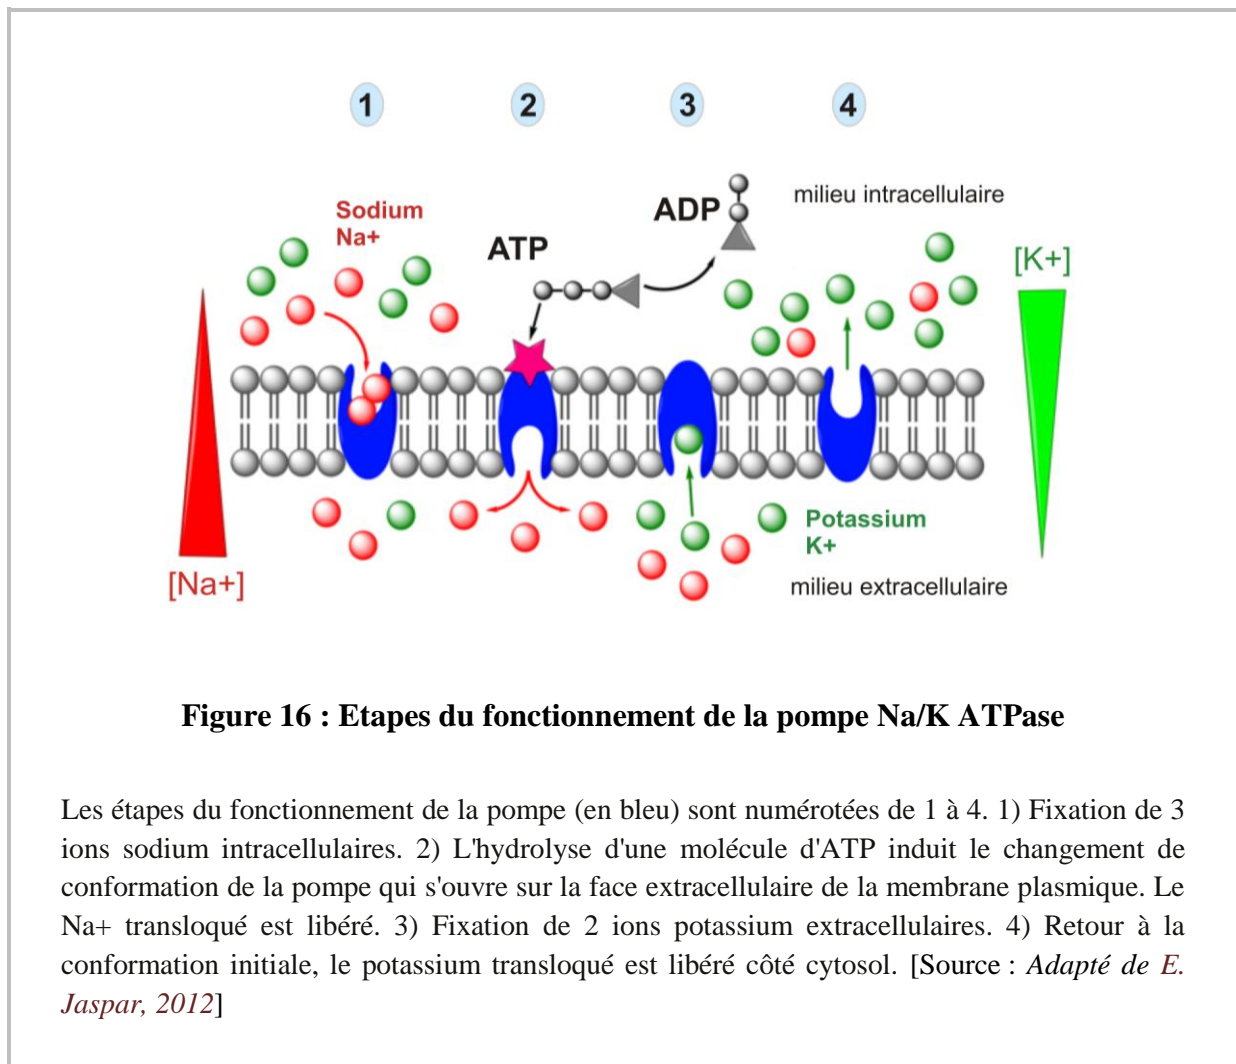 1 2 3 4
milieu intracellulaire
Sodium
Na+
ADP
ATP
[K+]
Potassium
K+
[Na+]
milieu extracellulaire
Figure 16 : Etapes du fonctionnement de la pompe Na/K ATPase
Les étapes du fonctionnement de la pompe (en bleu) sont numérotées de 1 à 4. 1) Fixation de 3
ions sodium intracellulaires. 2) L'hydrolyse d'une molécule d'ATP induit le changement de
conformation de la pompe qui s'ouvre sur la face extracellulaire de la membrane plasmique. Le
Na+ transloqué est libéré. 3) Fixation de 2 ions potassium extracellulaires. 4) Retour à la
conformation initiale, le potassium transloqué est libéré côté cytosol. [Source : Adapté de E.
Jaspar, 2012]